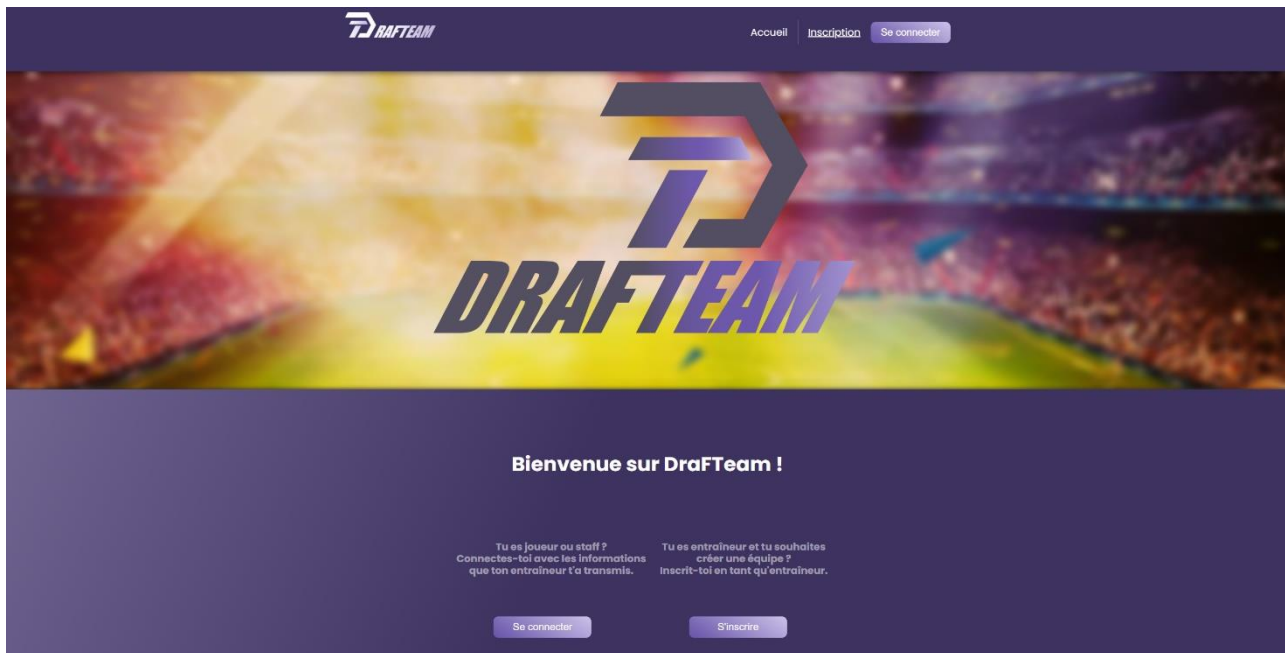 DRAFTEAM
Accueil Inscription Se connecter
DRAFTEAM
Bienvenue sur DraFTeam !
Tu es joueur ou staff ?
Connectes-toi avec les informations
que ton entraîneur t'a transmis.
Tu es entraîneur et tu souhaites
créer une équipe ?
Inscrit-toi en tant qu'entraîneur.
Se connecter
S'inscrire